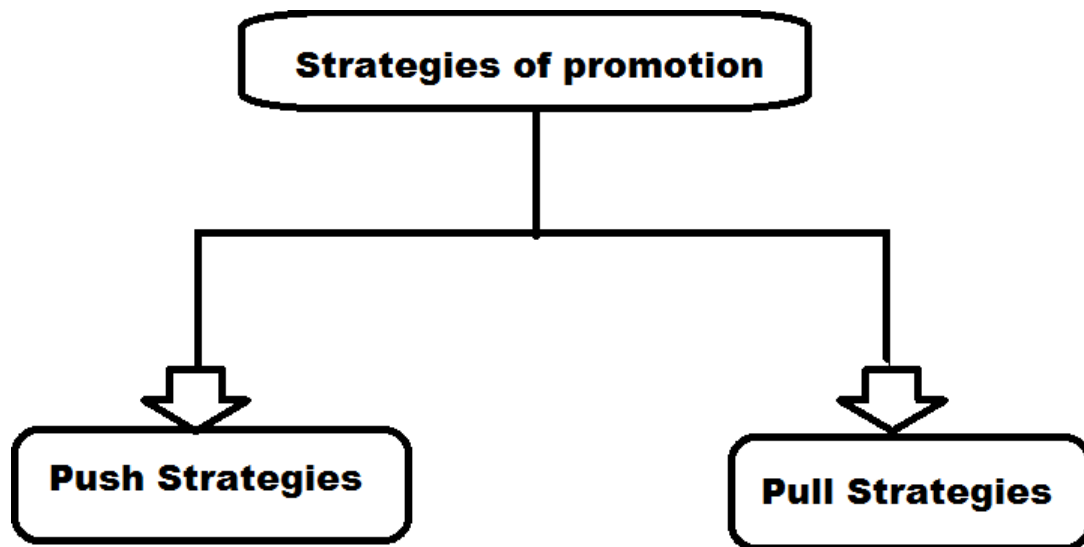 Strategies of promotion
Push Strategies
Pull Strategies